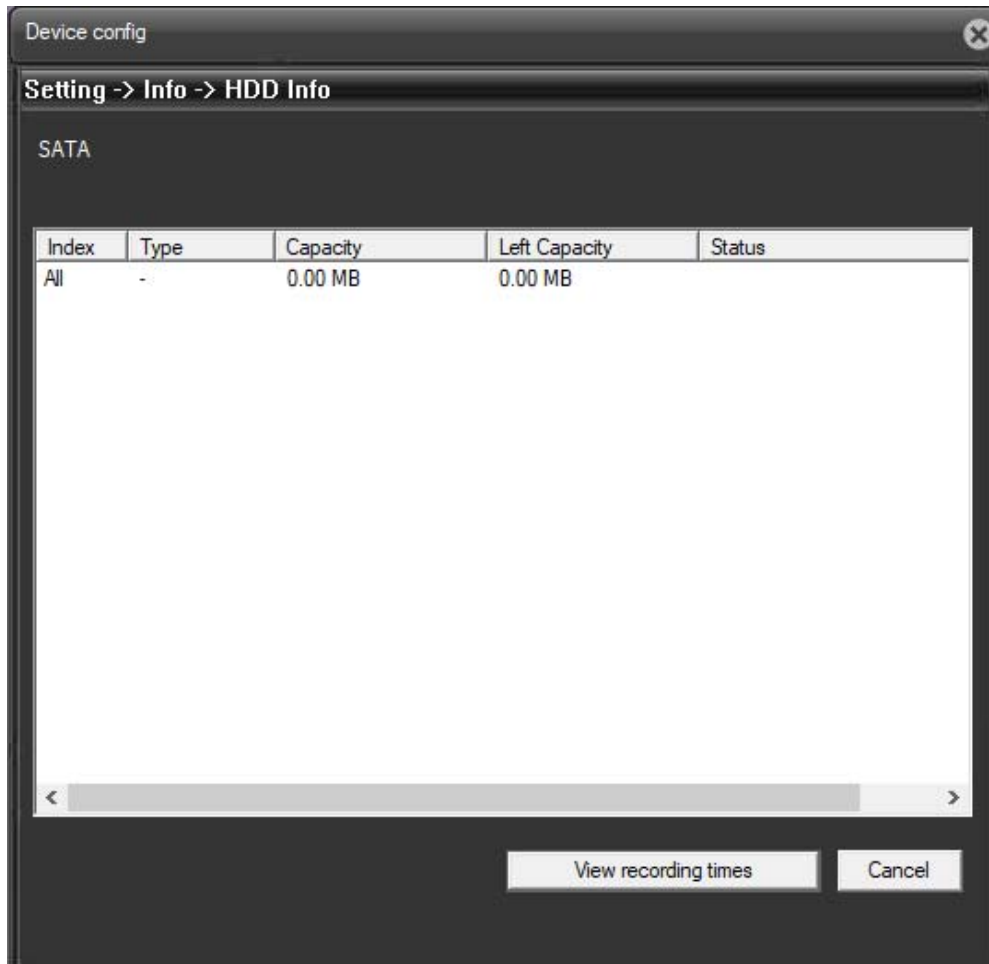 Device config
Setting -> Info -> HDD Info
SATA
Index Type Capacity Left Capacity Status
All - 0.00 MB 0.00 MB
View recording times Cancel